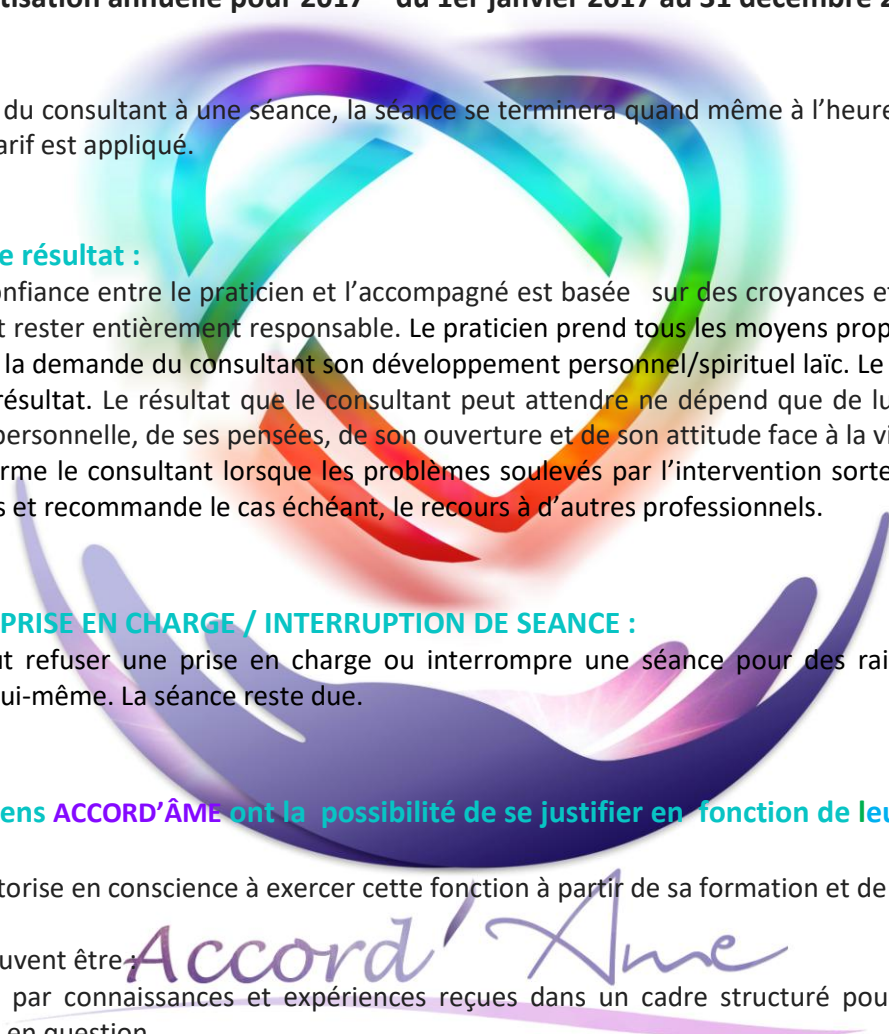 tisation annuelle pour 2017 du 1er janvier 2017 au 31 décembre 2
du consultant à une séance, la séance se terminera quand même à l'heure
arif est appliqué.
e résultat :
onfiance entre le praticien et l'accompagné est basée sur des croyances et
t rester entièrement responsable. Le praticien prend tous les moyens prop
la demande du consultant son développement personnel/spirituel laïc. Le
résultat. Le résultat que le consultant peut attendre ne dépend que de lu
personnelle, de ses pensées, de son ouverture et de son attitude face à la vi
rme le consultant lorsque les problèmes soulevés par l'intervention sorte
s et recommande le cas échéant, le recours à d'autres professionnels.
PRISE EN CHARGE / INTERRUPTION DE SEANCE :
ut refuser une prise en charge ou interrompre une séance pour des rai
ui-même. La séance reste due.
ens ACCORD'ÂME ont la possibilité de se justifier en fonction de leu
torise en conscience à exercer cette fonction à partir de sa formation et de
uvent être :
Accord' Ame
par connaissances et expériences reçues dans un cadre structuré pou
en question